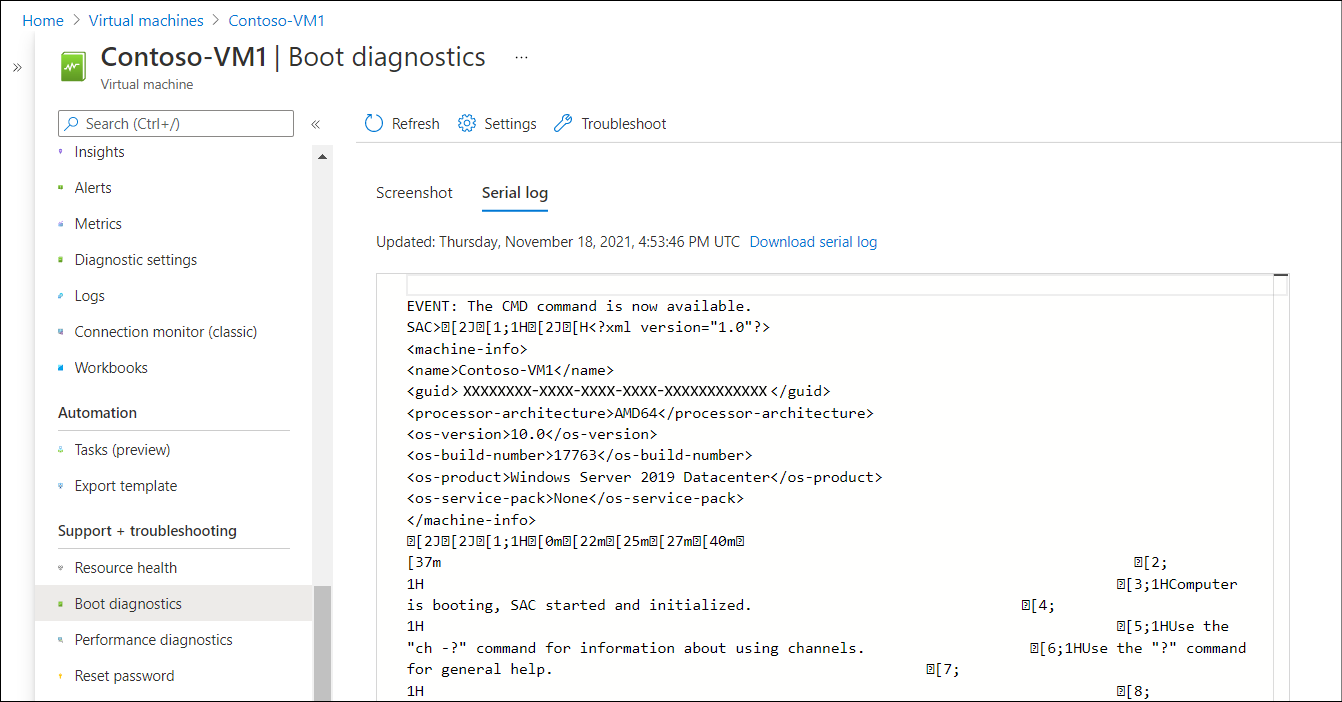 Home > Virtual machines > Contoso-VM1
Contoso-VM1 | Boot diagnostics ...
Virtual machine
Search (Ctrl+/)
Insights
Alerts
Metrics
Diagnostic settings
Logs
Connection monitor (classic)
Workbooks
Automation
Tasks (preview)
Export template
Support + troubleshooting
Resource health
Boot diagnostics
Performance diagnostics
Reset password
Refresh Settings Troubleshoot
Screenshot Serial log
Updated: Thursday, November 18, 2021, 4:53:46 PM UTC Download serial log
EVENT: The CMD command is now available.
SAC>␛[2J␛[1;1H␛[2J␛[H<?xml version="1.0"?>
<machine-info>
<name>Contoso-VM1</name>
<guid> XXXXXXXX-XXXX-XXXX-XXXX-XXXXXXXXXXXX </guid>
<processor-architecture>AMD64</processor-architecture>
<os-version>10.0</os-version>
<os-build-number>17763</os-build-number>
<os-product>Windows Server 2019 Datacenter</os-product>
<os-service-pack>None</os-service-pack>
</machine-info>
␛[2J␛[2J␛[1;1H␛[0m␛[22m␛[25m␛[27m␛[40m␛
[37m ␛[2;
1H ␛[3;1HComputer
is booting, SAC started and initialized. ␛[4;
1H ␛[5;1HUse the
"ch -?" command for information about using channels. ␛[6;1HUse the "?" command
for general help. ␛[7;
1H ␛[8;